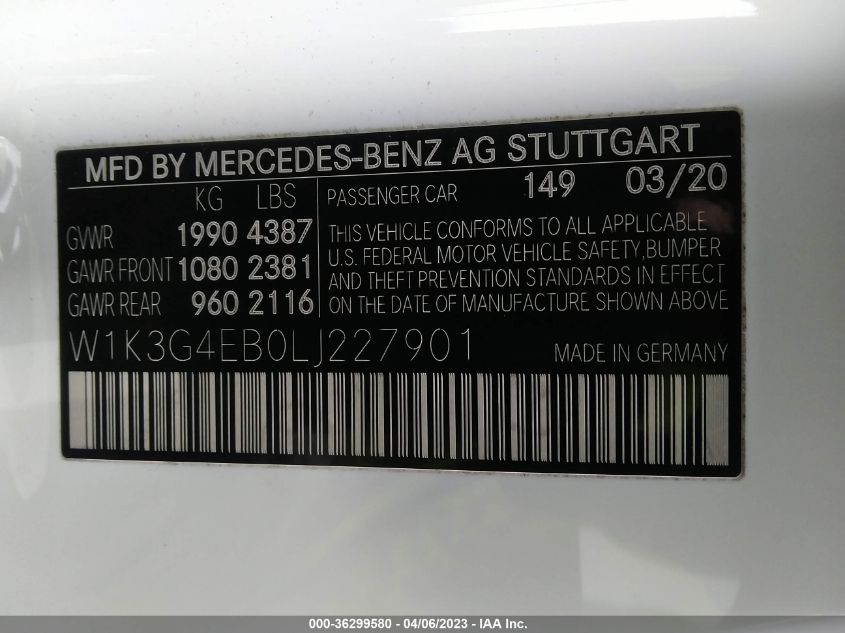 MFD BY MERCEDES-BENZ AG STUTTGART
KG LBS
GVWR 1990 4387
GAWR FRONT 1080 2381
GAWR REAR 960 2116
PASSENGER CAR 149 03/20
THIS VEHICLE CONFORMS TO ALL APPLICABLE
U.S. FEDERAL MOTOR VEHICLE SAFETY,BUMPER
AND THEFT PREVENTION STANDARDS IN EFFECT
ON THE DATE OF MANUFACTURE SHOWN ABOVE
W1K3G4EB0LJ227901
MADE IN GERMANY
000-36299580 - 04/06/2023 - IAA Inc.